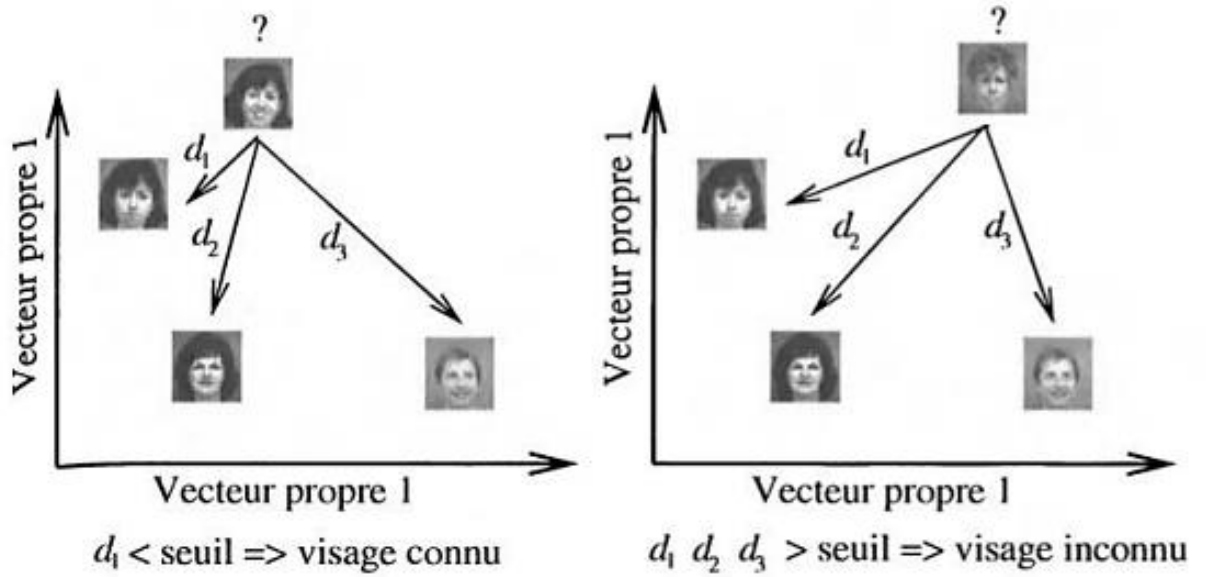 ?
d₁
d₂
d₃
Vecteur propre 1
Vecteur propre 1
d₁ < seuil => visage connu
?
d₁
d₂
d₃
Vecteur propre 1
Vecteur propre 1
d₁ d₂ d₃ > seuil => visage inconnu